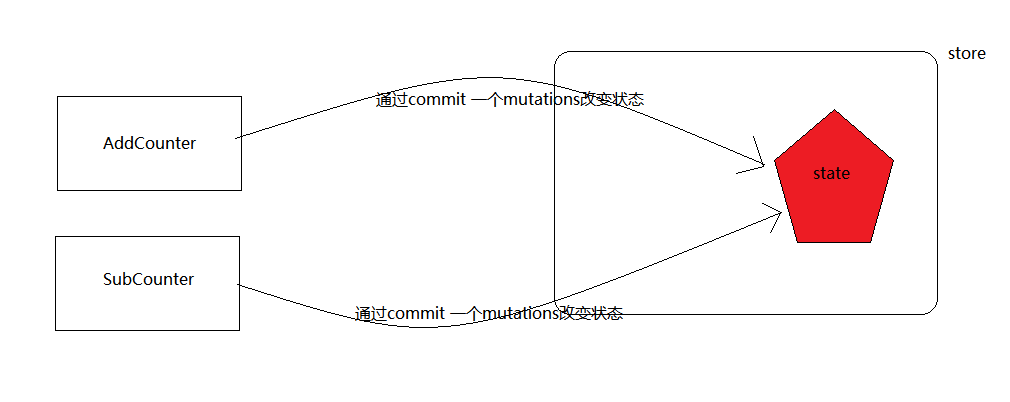 store
通过commit 一个mutations改变状态
AddCounter
state
SubCounter
通过commit 一个mutations改变状态